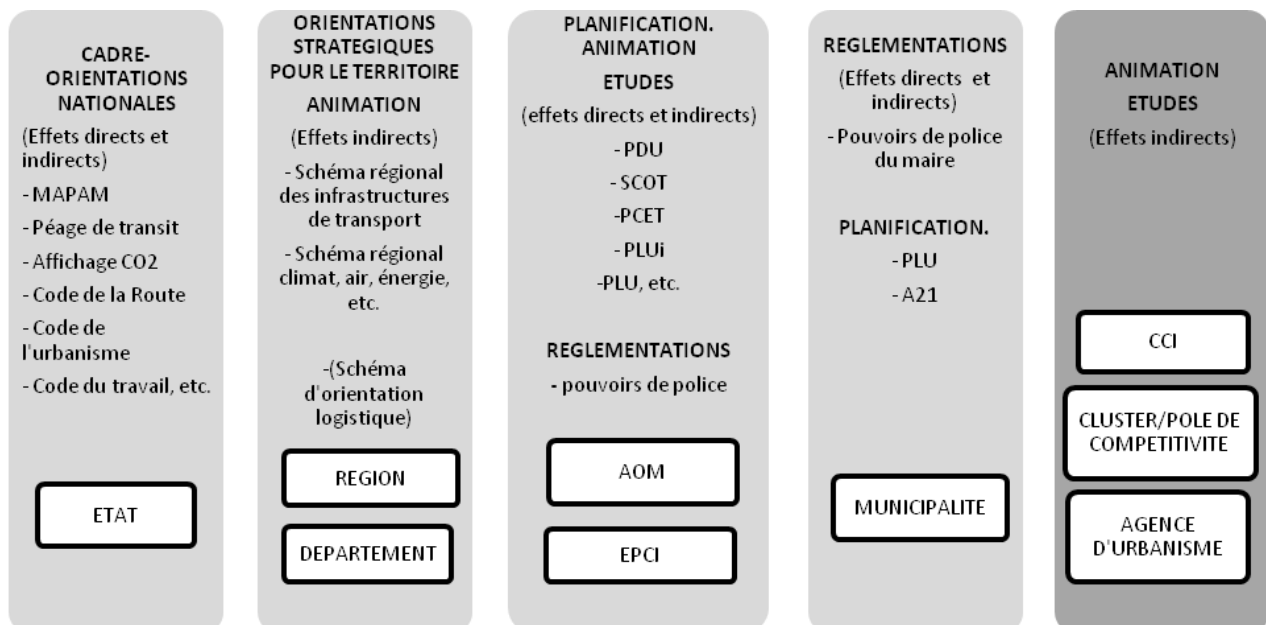 CADRE-
ORIENTATIONS
NATIONALES
(Effets directs et
indirects)
- MAPAM
- Péage de transit
- Affichage CO2
- Code de la Route
- Code de
l'urbanisme
- Code du travail, etc.
ETAT
ORIENTATIONS
STRATEGIQUES
POUR LE TERRITOIRE
ANIMATION
(Effets indirects)
- Schéma régional
des infrastructures
de transport
- Schéma régional
climat, air, énergie,
etc.
-(Schéma
d'orientation
logistique)
REGION
DEPARTEMENT
PLANIFICATION.
ANIMATION
ETUDES
(effets directs et indirects)
- PDU
- SCOT
-PCET
- PLUi
-PLU, etc.
REGLEMENTATIONS
- pouvoirs de police
AOM
EPCI
REGLEMENTATIONS
(Effets directs et
indirects)
- Pouvoirs de police
du maire
PLANIFICATION.
- PLU
- A21
MUNICIPALITE
ANIMATION
ETUDES
(Effets indirects)
CCI
CLUSTER/POLE DE
COMPETITIVITE
AGENCE
D'URBANISME